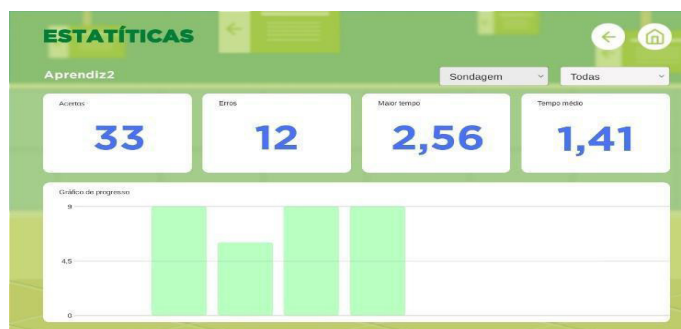 ESTATÍTICAS
Aprendiz2
Sondagem
Todas
Acertos
33
Erros
12
Maior tempo
2,56
Tempo médio
1,41
Gráfico de progresso
9
4.5
0